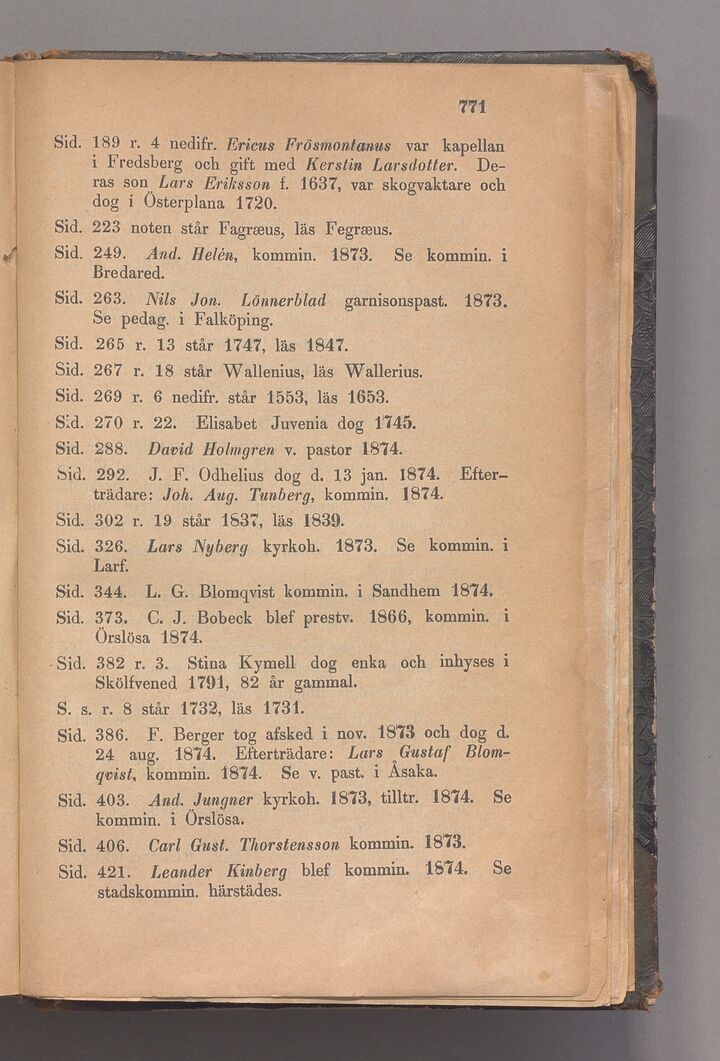 771
Sid. 189 r. 4 nedifr. Ericus Frösmontanus var kapellan
i Fredsberg och gift med Kerstin Larsdotter. De-
ras son Lars Eriksson f. 1637, var skogvaktare och
dog i Österplana 1720.
Sid. 223 noten står Fagræus, läs Fegræus.
Sid. 249. And. Helén, kommin. 1873. Se kommin. i
Bredared.
Sid. 263. Nils Jon. Lönnerblad garnisonspast. 1873.
Se pedag. i Falköping.
Sid. 265 r. 13 står 1747, läs 1847.
Sid. 267 r. 18 står Wallenius, läs Wallerius.
Sid. 269 r. 6 nedifr. står 1553, läs 1653.
Sid. 270 r. 22. Elisabet Juvenia dog 1745.
Sid. 288. David Holmgren v. pastor 1874.
Sid. 292. J. F. Odhelius dog d. 13 jan. 1874. Efter-
trädare: Joh. Aug. Tunberg, kommin. 1874.
Sid. 302 r. 19 står 1837, läs 1839.
Sid. 326. Lars Nyberg kyrkoh. 1873. Se kommin. i
Larf.
Sid. 344. L. G. Blomqvist kommin. i Sandhem 1874.
Sid. 373. C. J. Bobeck blef prestv. 1866, kommin. i
Örslösa 1874.
Sid. 382 r. 3. Stina Kymell dog enka och inhyses i
Skölfvened 1791, 82 år gammal.
S. s. r. 8 står 1732, läs 1731.
Sid. 386. F. Berger tog afsked i nov. 1873 och dog d.
24 aug. 1874. Efterträdare: Lars Gustaf Blom-
qvist, kommin. 1874. Se v. past. i Åsaka.
Sid. 403. And. Jungner kyrkoh. 1873, tilltr. 1874. Se
kommin. i Örslösa.
Sid. 406. Carl Gust. Thorstensson kommin. 1873.
Sid. 421. Leander Kinberg blef kommin. 1874. Se
stadskommin. härstädes.